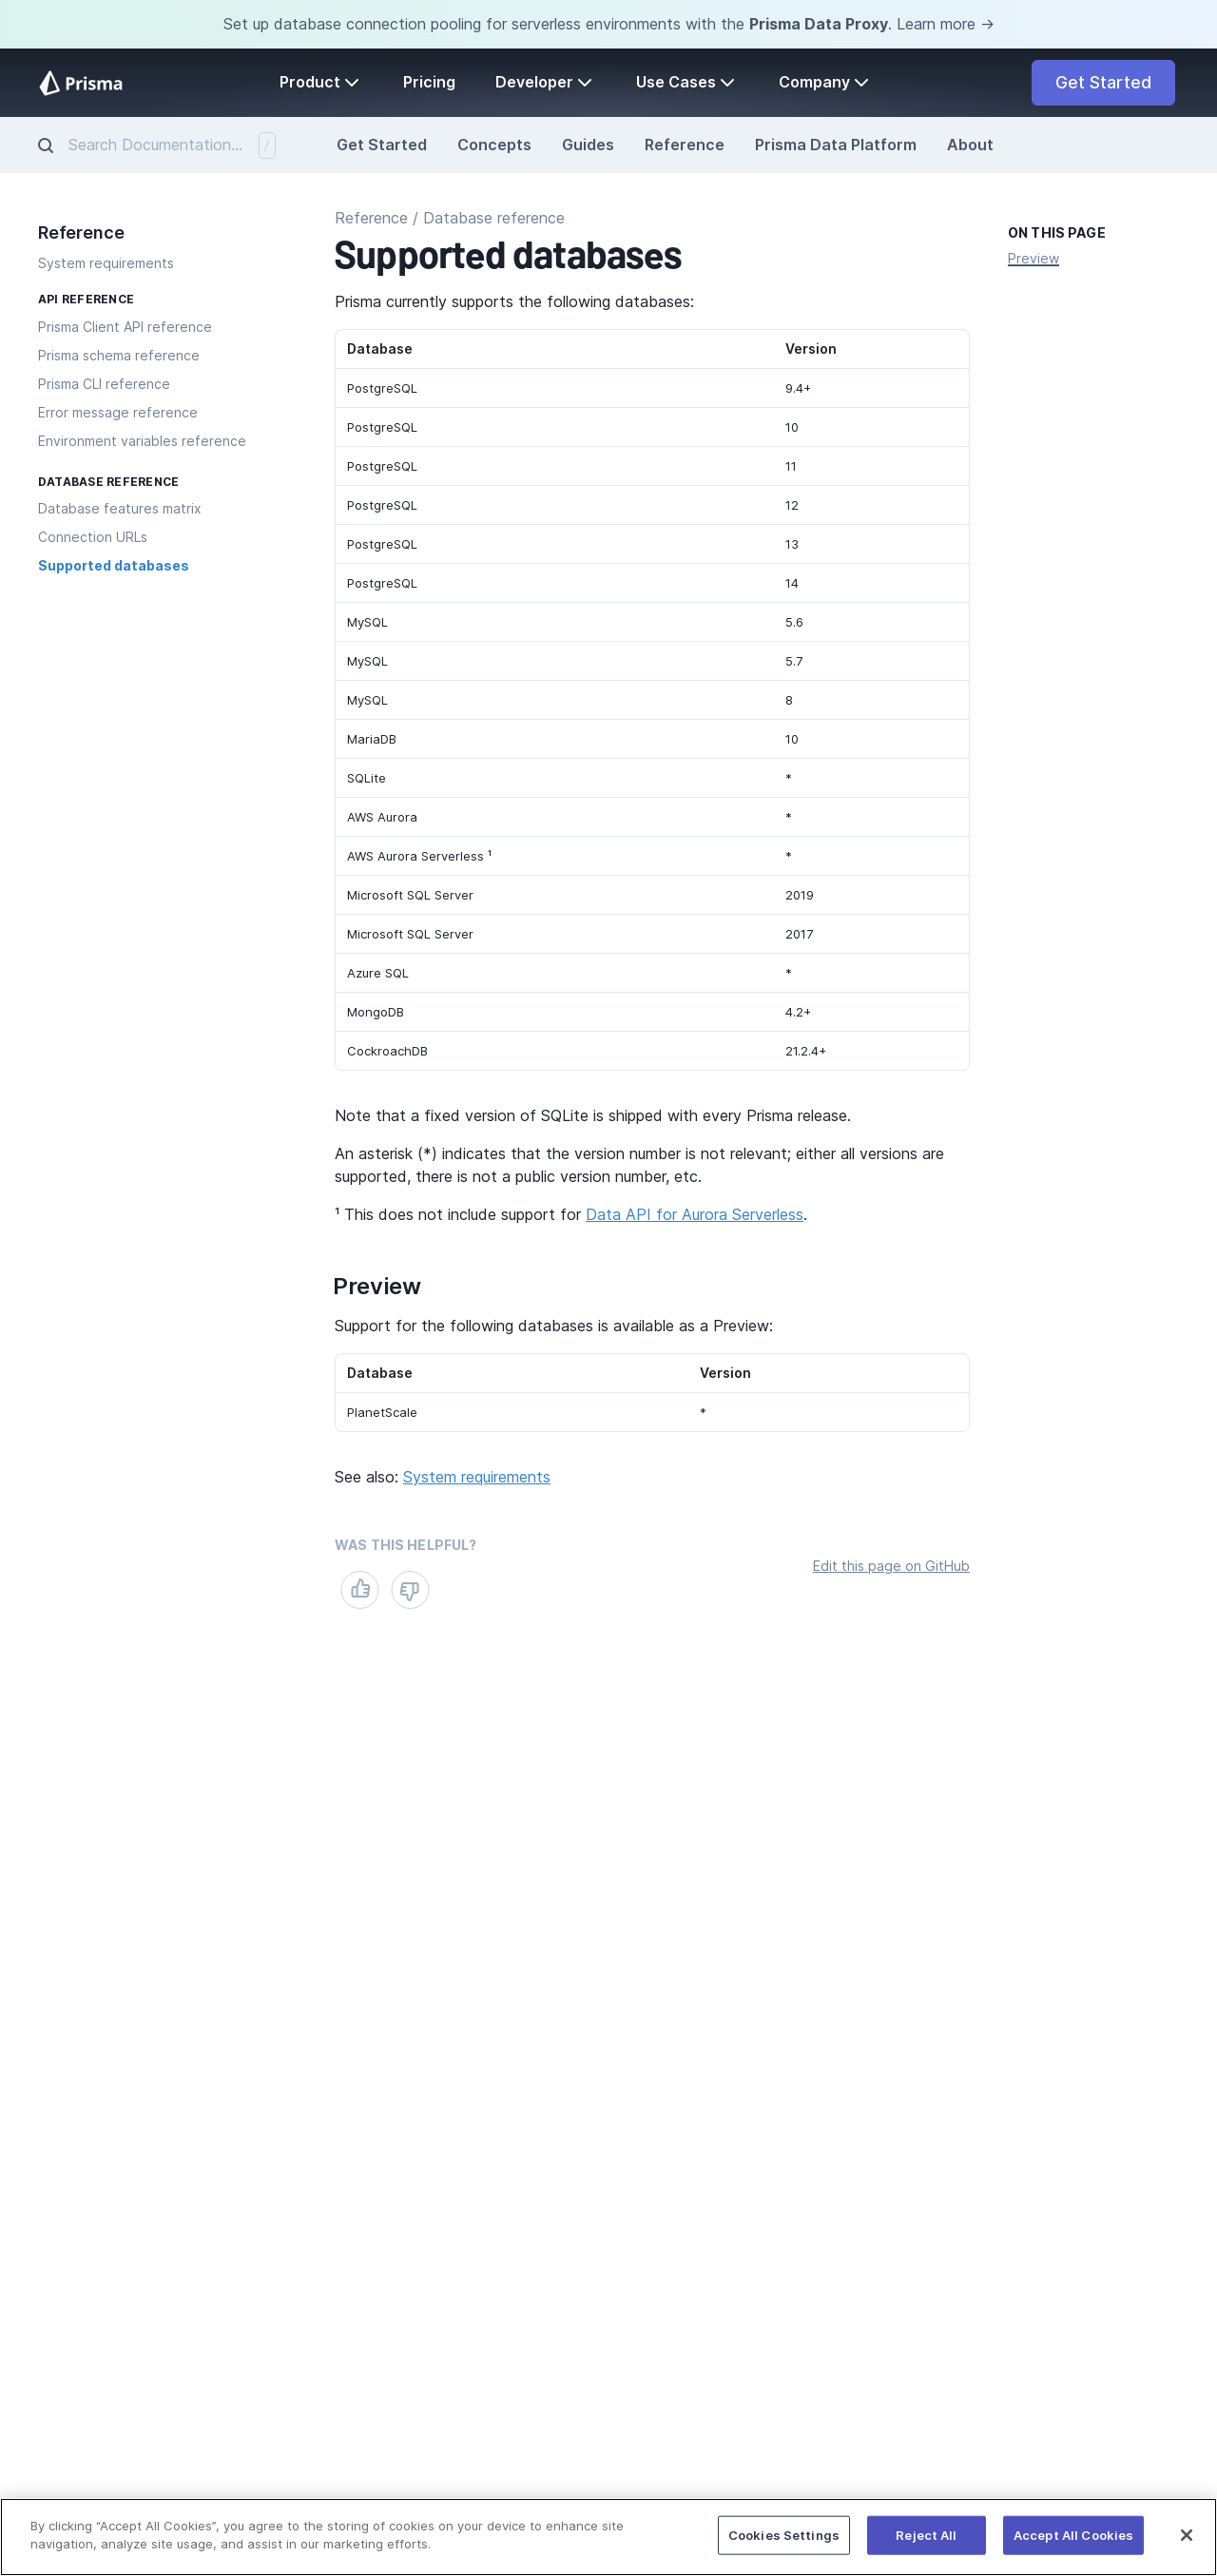 Set up database connection pooling for serverless environments with the Prisma Data Proxy. Learn more →
Prisma
Product
Pricing
Developer
Use Cases
Company
Get Started
Search Documentation...
/
Get Started
Concepts
Guides
Reference
Prisma Data Platform
About
Reference
System requirements
API REFERENCE
Prisma Client API reference
Prisma schema reference
Prisma CLI reference
Error message reference
Environment variables reference
DATABASE REFERENCE
Database features matrix
Connection URLs
Supported databases
Reference / Database reference
Supported databases
Prisma currently supports the following databases:
Database Version
PostgreSQL 9.4+
PostgreSQL 10
PostgreSQL 11
PostgreSQL 12
PostgreSQL 13
PostgreSQL 14
MySQL 5.6
MySQL 5.7
MySQL 8
MariaDB 10
SQLite *
AWS Aurora *
AWS Aurora Serverless ¹ *
Microsoft SQL Server 2019
Microsoft SQL Server 2017
Azure SQL *
MongoDB 4.2+
CockroachDB 21.2.4+
Note that a fixed version of SQLite is shipped with every Prisma release.
An asterisk (*) indicates that the version number is not relevant; either all versions are
supported, there is not a public version number, etc.
¹ This does not include support for Data API for Aurora Serverless.
Preview
Support for the following databases is available as a Preview:
Database Version
PlanetScale *
See also: System requirements
WAS THIS HELPFUL?
Edit this page on GitHub
ON THIS PAGE
Preview
By clicking “Accept All Cookies”, you agree to the storing of cookies on your device to enhance site
navigation, analyze site usage, and assist in our marketing efforts.
Cookies Settings
Reject All
Accept All Cookies